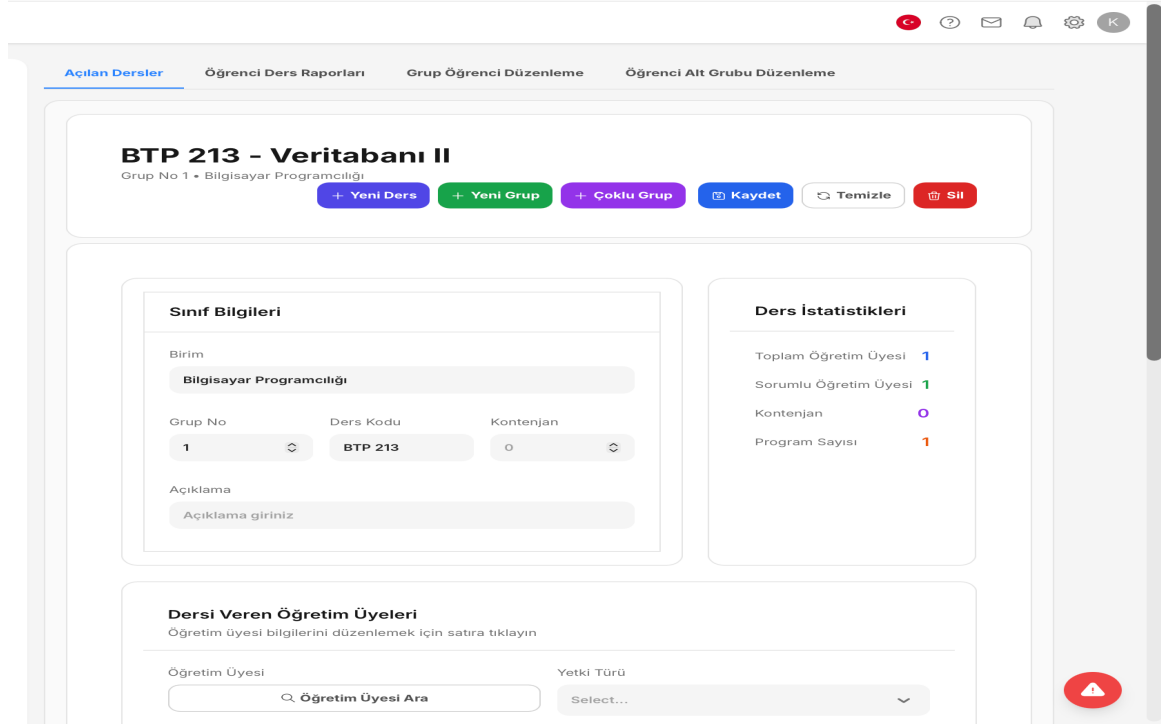 K
Açılan Dersler Öğrenci Ders Raporları Grup Öğrenci Düzenleme Öğrenci Alt Grubu Düzenleme
BTP 213 - Veritabanı II
Grup No 1 • Bilgisayar Programcılığı
+ Yeni Ders + Yeni Grup + Çoklu Grup Kaydet Temizle Sil
Sınıf Bilgileri
Birim
Bilgisayar Programcılığı
Grup No Ders Kodu Kontenjan
1 BTP 213 0
Açıklama
Açıklama giriniz
Ders İstatistikleri
Toplam Öğretim Üyesi 1
Sorumlu Öğretim Üyesi 1
Kontenjan 0
Program Sayısı 1
Dersi Veren Öğretim Üyeleri
Öğretim üyesi bilgilerini düzenlemek için satıra tıklayın
Öğretim Üyesi Yetki Türü
Öğretim Üyesi Ara Select...